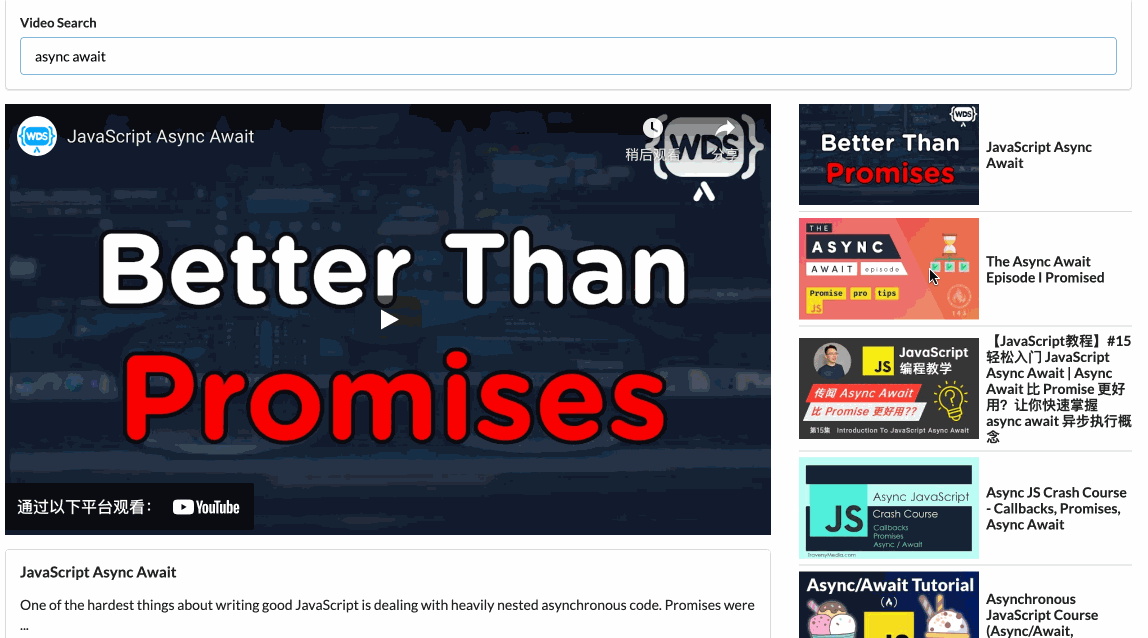 Video Search
async await
WDS
JavaScript Async Await
稍后观看
分享
WDS
Better Than
Promises
通过以下平台观看：
YouTube
JavaScript Async Await
One of the hardest things about writing good JavaScript is dealing with heavily nested asynchronous code. Promises were
...
WDS
Better Than
Promises
JavaScript Async
Await
THE
ASYNC
AWAIT episode
Promise pro tips
JS
The Async Await
Episode I Promised
JS
JavaScript
编程教学
传闻 Async Await
比 Promise 更好用??
第15集 Introduction To JavaScript Async Await
【JavaScript教程】#15
轻松入门 JavaScript
Async Await | Async
Await 比 Promise 更好
用？让你快速掌握
async await 异步执行概
念
JS
Async JavaScript
Crash Course
Callbacks
Promises
Async / Await
TraversyMedia.com
Async JS Crash Course
- Callbacks, Promises,
Async Await
Async/Await Tutorial
JS
Asynchronous
JavaScript Course
(Async/Await,